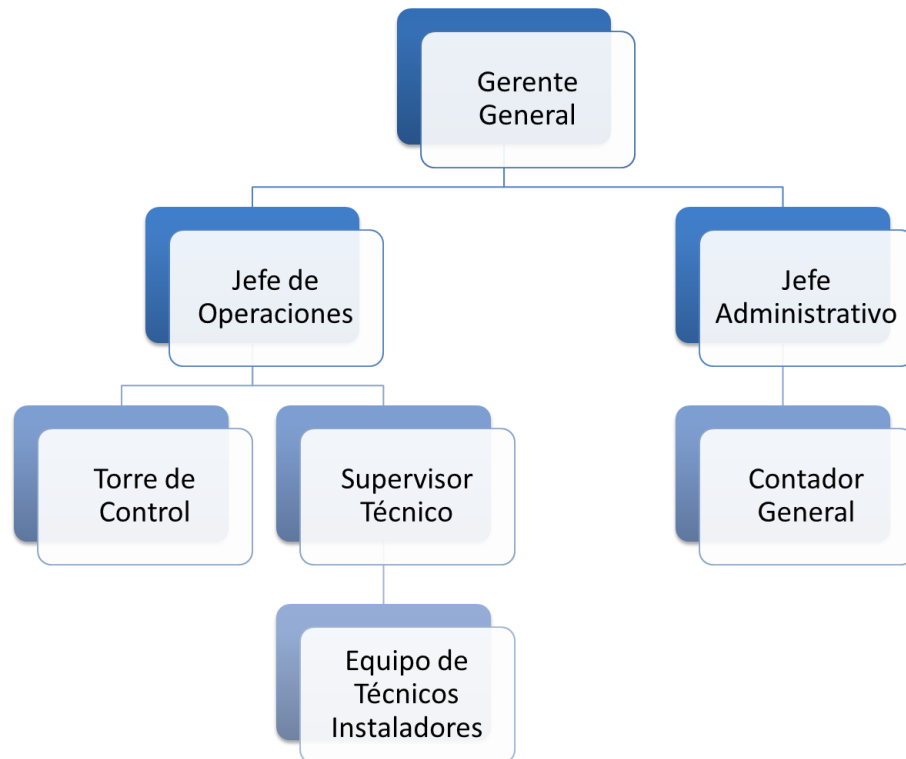 Gerente
General
Jefe de
Operaciones
Jefe
Administrativo
Torre de
Control
Supervisor
Técnico
Contador
General
Equipo de
Técnicos
Instaladores